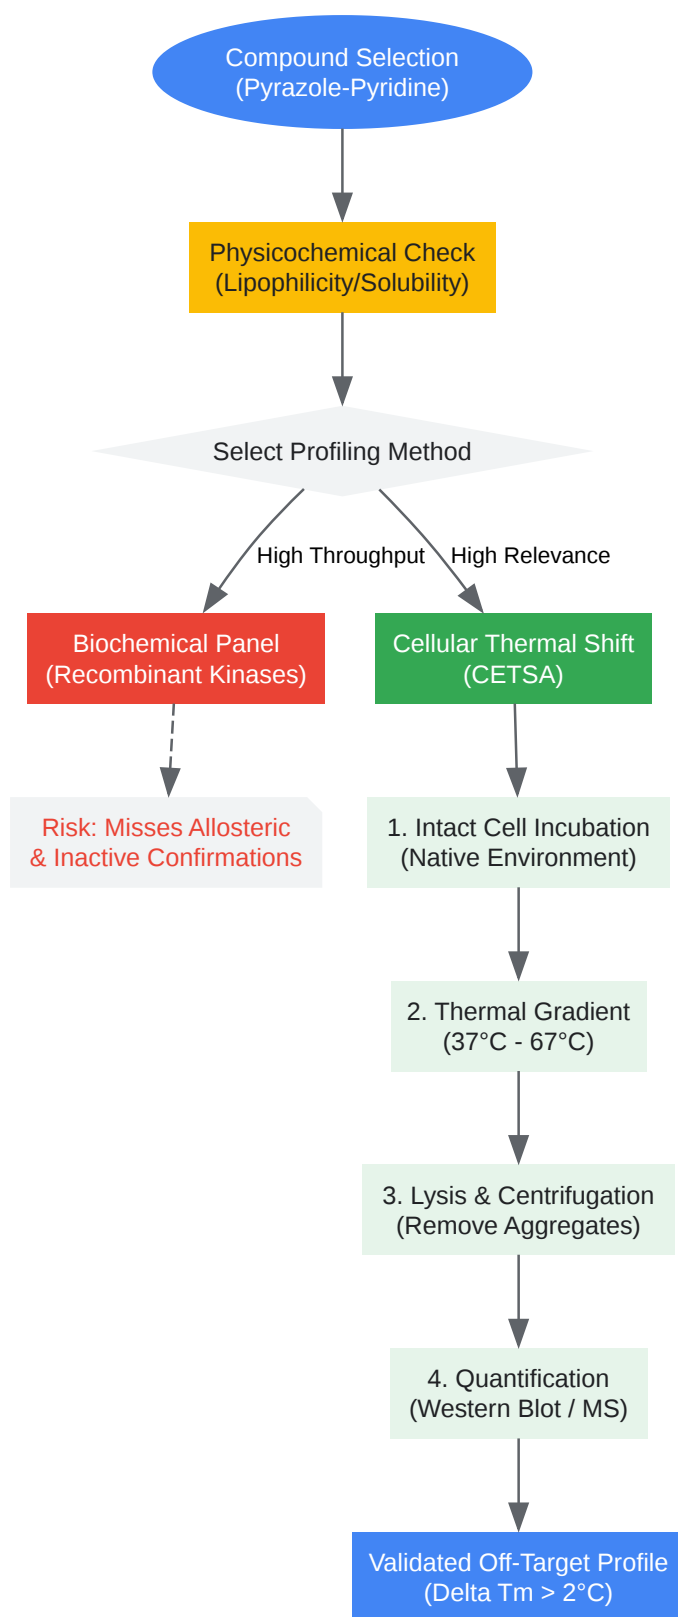 Compound Selection
(Pyrazole-Pyridine)
Physicochemical Check
(Lipophilicity/Solubility)
Select Profiling Method
High Throughput
High Relevance
Biochemical Panel
(Recombinant Kinases)
Cellular Thermal Shift
(CETSA)
Risk: Misses Allosteric
& Inactive Confirmations
1. Intact Cell Incubation
(Native Environment)
2. Thermal Gradient
(37°C - 67°C)
3. Lysis & Centrifugation
(Remove Aggregates)
4. Quantification
(Western Blot / MS)
Validated Off-Target Profile
(Delta Tm > 2°C)